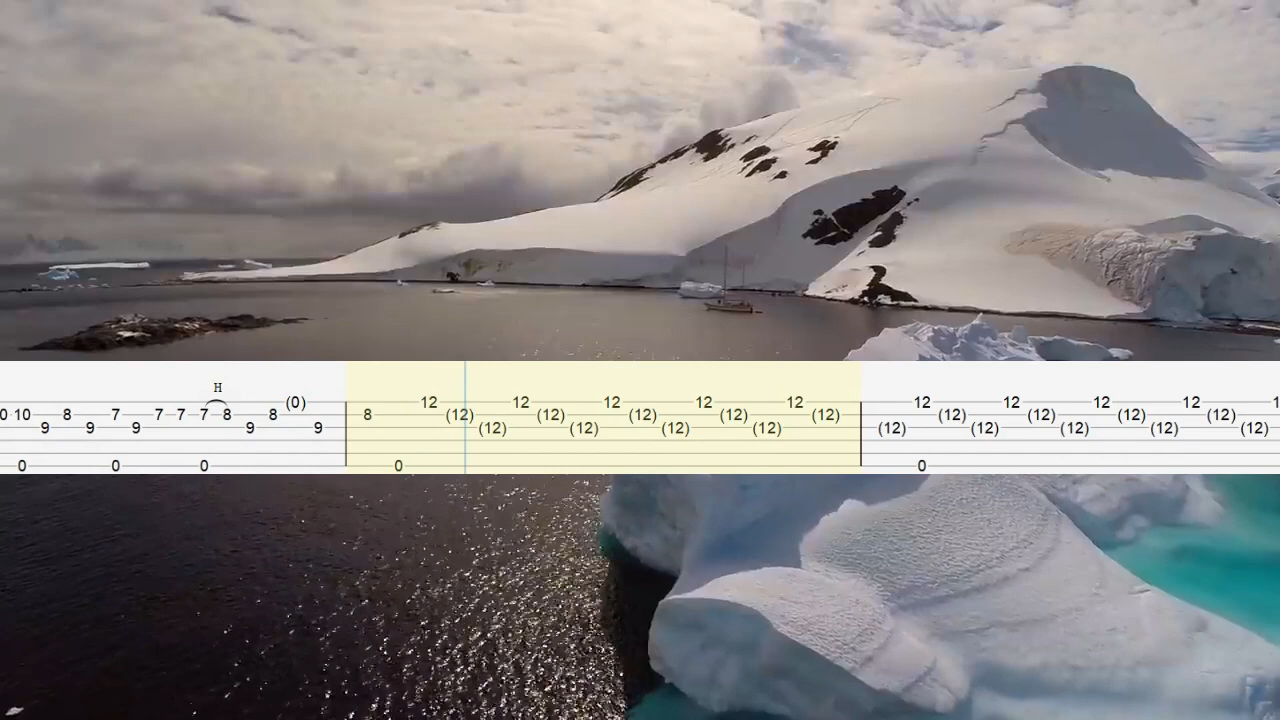 H
(0) 12 12 12 12 12 12 12 12 12
0 10 8 7 7 7 7 8 8 8 (12) (12) (12) (12) (12) (12) (12) (12) (12)
9 9 9 9 9 (12) (12) (12) (12) (12) (12) (12) (12) (12)
0 0 0 0 0